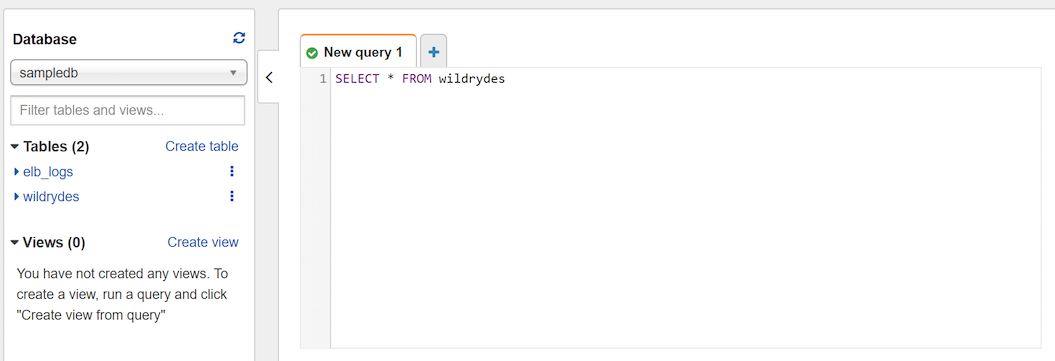 Database
sampledb
Filter tables and views...
Tables (2) Create table
elb_logs
wildrydes
Views (0) Create view
You have not created any views. To
create a view, run a query and click
"Create view from query"
New query 1
1 SELECT * FROM wildrydes